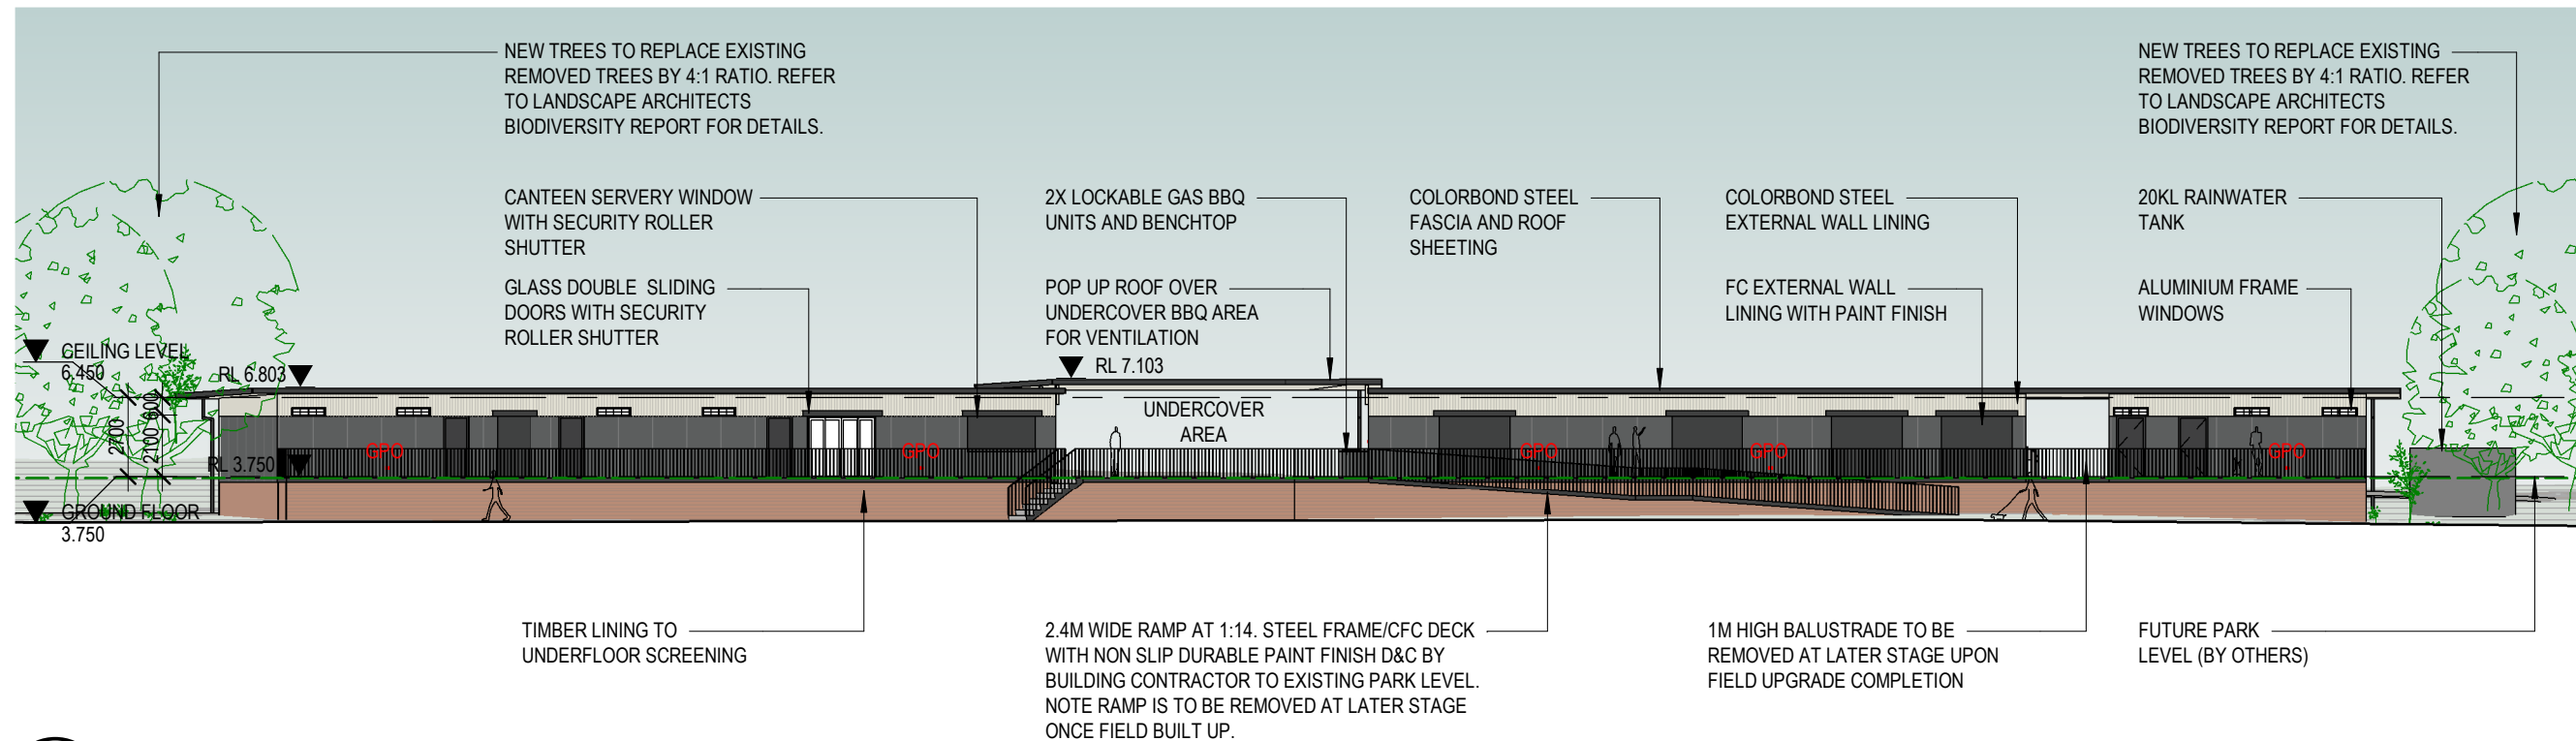 NEW TREES TO REPLACE EXISTING
REMOVED TREES BY 4:1 RATIO. REFER
TO LANDSCAPE ARCHITECTS
BIODIVERSITY REPORT FOR DETAILS.
NEW TREES TO REPLACE EXISTING
REMOVED TREES BY 4:1 RATIO. REFER
TO LANDSCAPE ARCHITECTS
BIODIVERSITY REPORT FOR DETAILS.
CANTEEN SERVERY WINDOW
WITH SECURITY ROLLER
SHUTTER
2X LOCKABLE GAS BBQ
UNITS AND BENCHTOP
COLORBOND STEEL
FASCIA AND ROOF
SHEETING
COLORBOND STEEL
EXTERNAL WALL LINING
20KL RAINWATER
TANK
GLASS DOUBLE SLIDING
DOORS WITH SECURITY
ROLLER SHUTTER
POP UP ROOF OVER
UNDERCOVER BBQ AREA
FOR VENTILATION
FC EXTERNAL WALL
LINING WITH PAINT FINISH
ALUMINIUM FRAME
WINDOWS
CEILING LEVEL
6.450
RL 6.803
RL 7.103
600
2700
2100
UNDERCOVER
AREA
GPO
GPO
GPO
GPO
GPO
RL 3.750
GROUND FLOOR
3.750
TIMBER LINING TO
UNDERFLOOR SCREENING
2.4M WIDE RAMP AT 1:14. STEEL FRAME/CFC DECK
WITH NON SLIP DURABLE PAINT FINISH D&C BY
BUILDING CONTRACTOR TO EXISTING PARK LEVEL.
NOTE RAMP IS TO BE REMOVED AT LATER STAGE
ONCE FIELD BUILT UP.
1M HIGH BALUSTRADE TO BE
REMOVED AT LATER STAGE UPON
FIELD UPGRADE COMPLETION
FUTURE PARK
LEVEL (BY OTHERS)